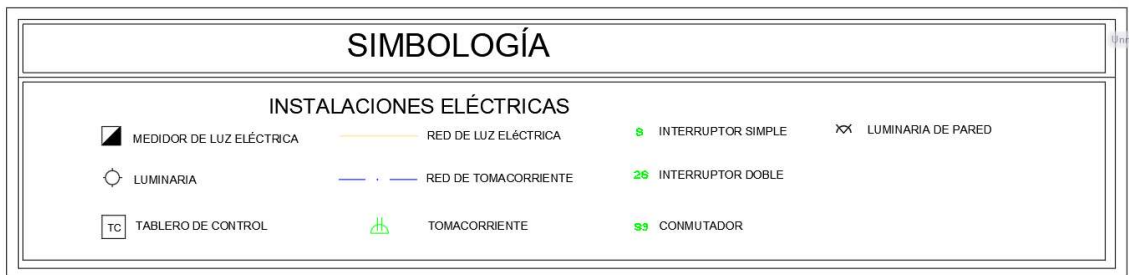 SIMBOLOGÍA
INSTALACIONES ELÉCTRICAS
MEDIDOR DE LUZ ELÉCTRICA
RED DE LUZ ELéCTRICA
S INTERRUPTOR SIMPLE
LUMINARIA DE PARED
LUMINARIA
RED DE TOMACORRIENTE
2S INTERRUPTOR DOBLE
TC TABLERO DE CONTROL
TOMACORRIENTE
S3 CONMUTADOR